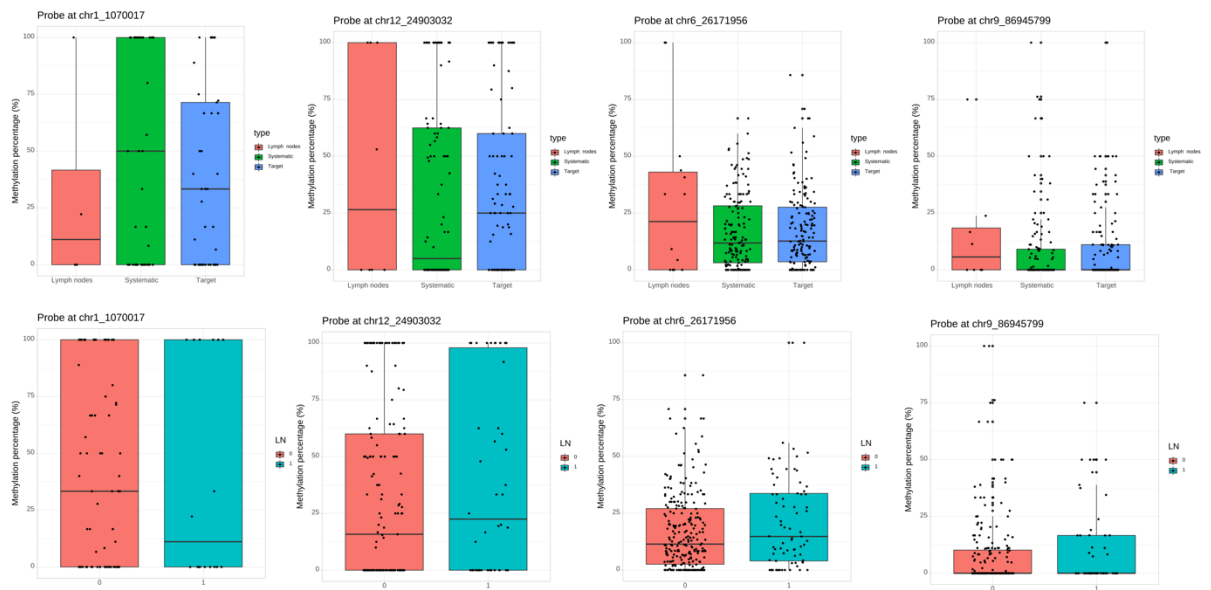 Probe at chr1_1070017
Methylation percentage (%)
100
75
50
25
0
Lymph nodes Systematic Target
type
Lymph nodes
Systematic
Target
Probe at chr12_24903032
Methylation percentage (%)
100
75
50
25
0
Lymph nodes Systematic Target
type
Lymph nodes
Systematic
Target
Probe at chr6_26171956
Methylation percentage (%)
100
75
50
25
0
Lymph nodes Systematic Target
type
Lymph nodes
Systematic
Target
Probe at chr9_86945799
Methylation percentage (%)
100
75
50
25
0
Lymph nodes Systematic Target
type
Lymph nodes
Systematic
Target
Probe at chr1_1070017
Methylation percentage (%)
100
75
50
25
0
0 1
LN
0
1
Probe at chr12_24903032
Methylation percentage (%)
100
75
50
25
0
0 1
LN
0
1
Probe at chr6_26171956
Methylation percentage (%)
100
75
50
25
0
0 1
LN
0
1
Probe at chr9_86945799
Methylation percentage (%)
100
75
50
25
0
0 1
LN
0
1